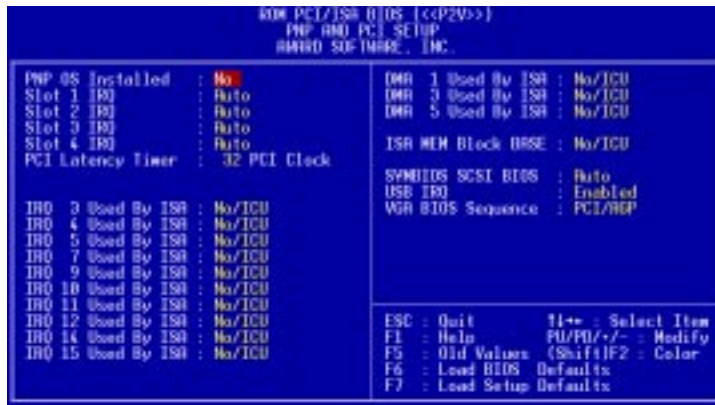 ROM PCI/ISA BIOS (<<P2V>>)
PNP AND PCI SETUP
AWARD SOFTWARE, INC.
PNP OS Installed : No
Slot 1 IRQ : Auto
Slot 2 IRQ : Auto
Slot 3 IRQ : Auto
Slot 4 IRQ : Auto
PCI Latency Timer : 32 PCI Clock
IRQ 3 Used By ISA : No/ICU
IRQ 4 Used By ISA : No/ICU
IRQ 5 Used By ISA : No/ICU
IRQ 7 Used By ISA : No/ICU
IRQ 9 Used By ISA : No/ICU
IRQ 10 Used By ISA : No/ICU
IRQ 11 Used By ISA : No/ICU
IRQ 12 Used By ISA : No/ICU
IRQ 14 Used By ISA : No/ICU
IRQ 15 Used By ISA : No/ICU
DMA 1 Used By ISA : No/ICU
DMA 3 Used By ISA : No/ICU
DMA 5 Used By ISA : No/ICU
ISA MEM Block BASE : No/ICU
SYMBIOS SCSI BIOS : Auto
USB IRQ : Enabled
VGA BIOS Sequence : PCI/AGP
ESC : Quit ↑↓→← : Select Item
F1 : Help PU/PD/+/- : Modify
F5 : Old Values (Shift)F2 : Color
F6 : Load BIOS Defaults
F7 : Load Setup Defaults